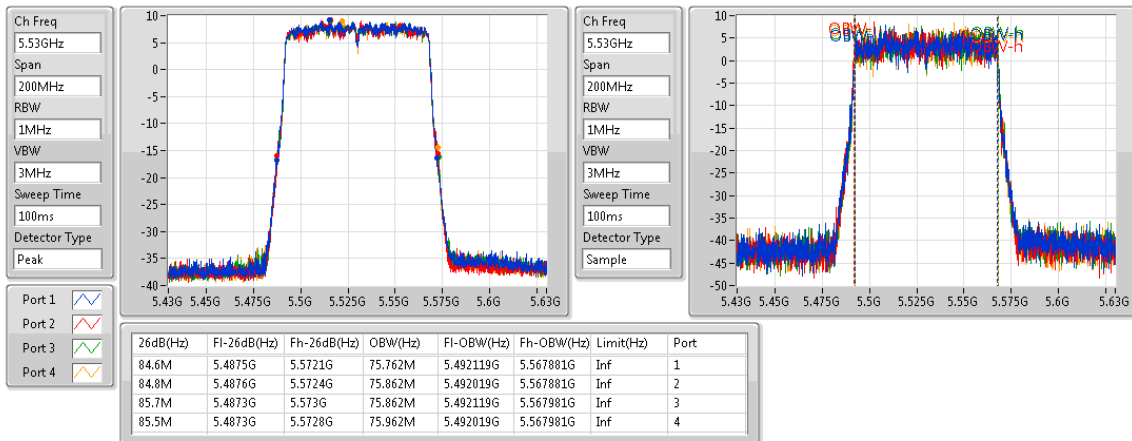 Ch Freq
5.53GHz
Span
200MHz
RBW
1MHz
VBW
3MHz
Sweep Time
100ms
Detector Type
Peak
10
5
0
-5
-10
-15
-20
-25
-30
-35
-40
5.43G 5.45G 5.475G 5.5G 5.525G 5.55G 5.575G 5.6G 5.63G
Ch Freq
5.53GHz
Span
200MHz
RBW
1MHz
VBW
3MHz
Sweep Time
100ms
Detector Type
Sample
10
5
0
-5
-10
-15
-20
-25
-30
-35
-40
-45
-50
OBW-h
5.43G 5.45G 5.475G 5.5G 5.525G 5.55G 5.575G 5.6G 5.63G
Port 1
Port 2
Port 3
Port 4
26dB(Hz) Fl-26dB(Hz) Fh-26dB(Hz) OBW(Hz) Fl-OBW(Hz) Fh-OBW(Hz) Limit(Hz) Port
84.6M 5.4875G 5.5721G 75.762M 5.492119G 5.567881G Inf 1
84.8M 5.4876G 5.5724G 75.862M 5.492019G 5.567881G Inf 2
85.7M 5.4873G 5.573G 75.862M 5.492119G 5.567981G Inf 3
85.5M 5.4873G 5.5728G 75.962M 5.492019G 5.567981G Inf 4